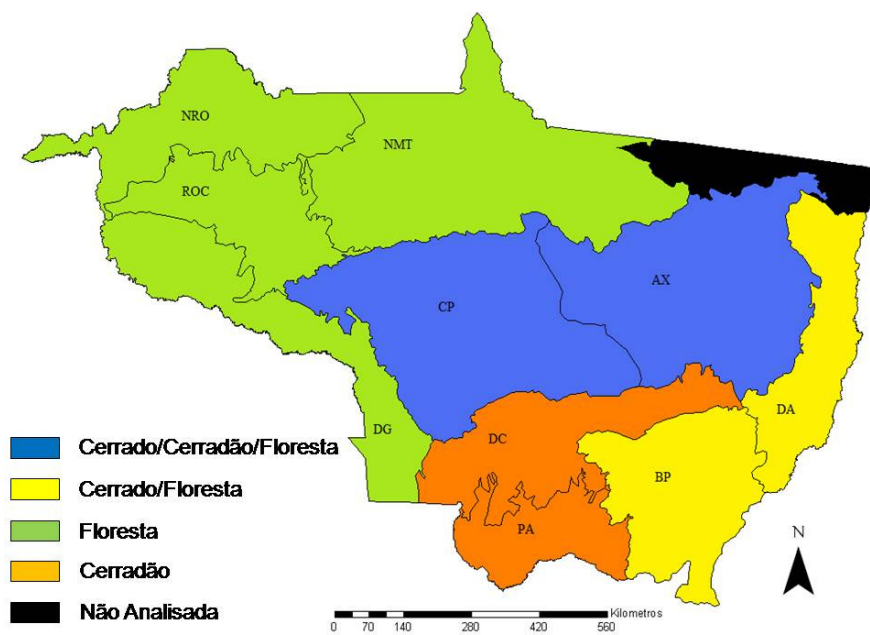 NRO
NMT
ROC
AX
CP
DA
DG
DC
BP
PA
Cerrado/Cerradão/Floresta
Cerrado/Floresta
Floresta
Cerradão
Não Analisada
N
Kilometros
0 70 140 280 420 560